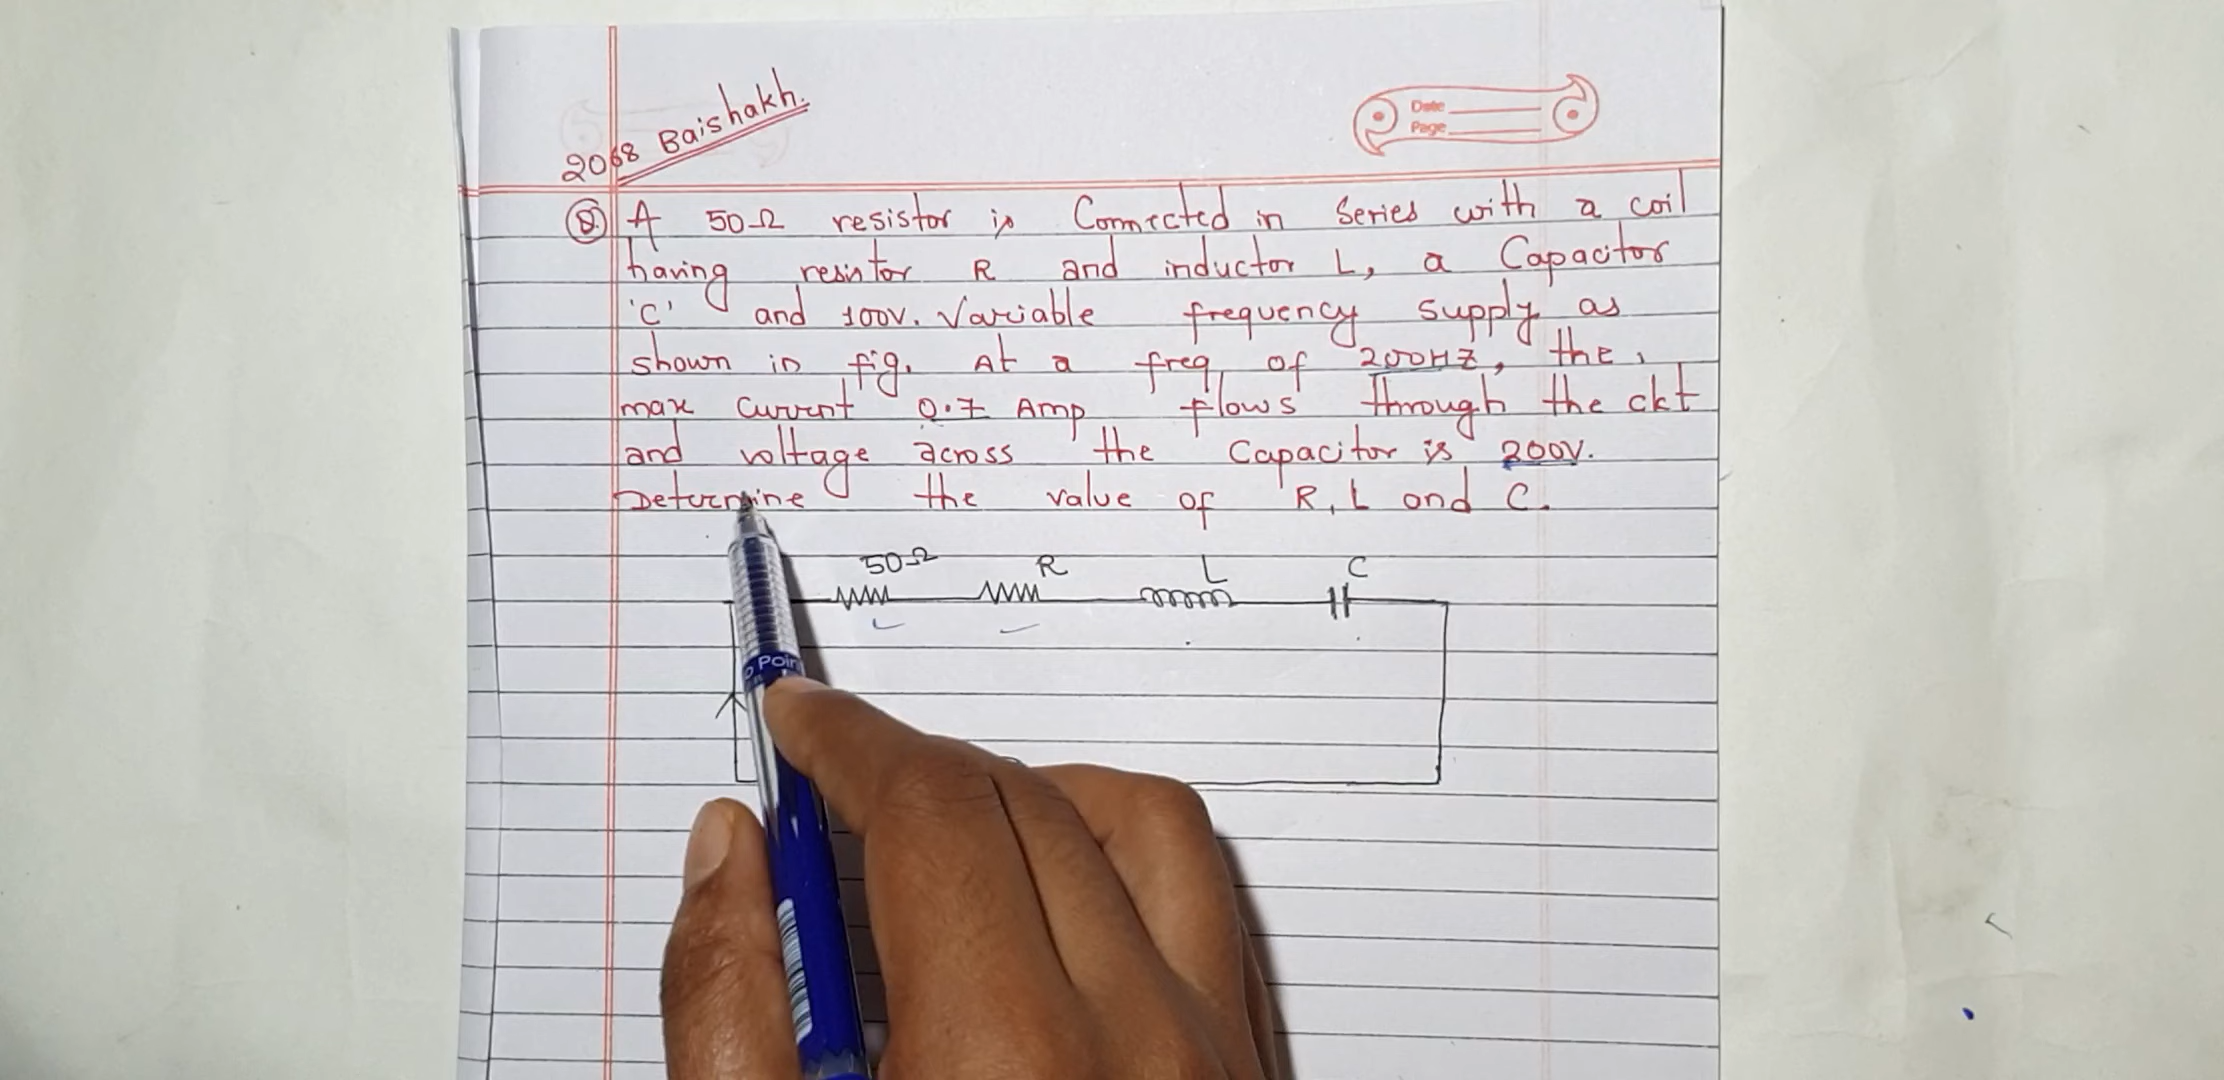 2068 Baishakh.
Date
Page
Q. A 50Ω resistor is Connected in Series with a coil
having resistor R and inductor L, a Capacitor
'C' and 100V. Variable frequency supply as
shown in fig. At a freq. of 200HZ, the
max current 0.7 Amp flows through the ckt
and voltage across the Capacitor is 200V.
Determine the value of R, L and C.
50Ω R L C
Poin